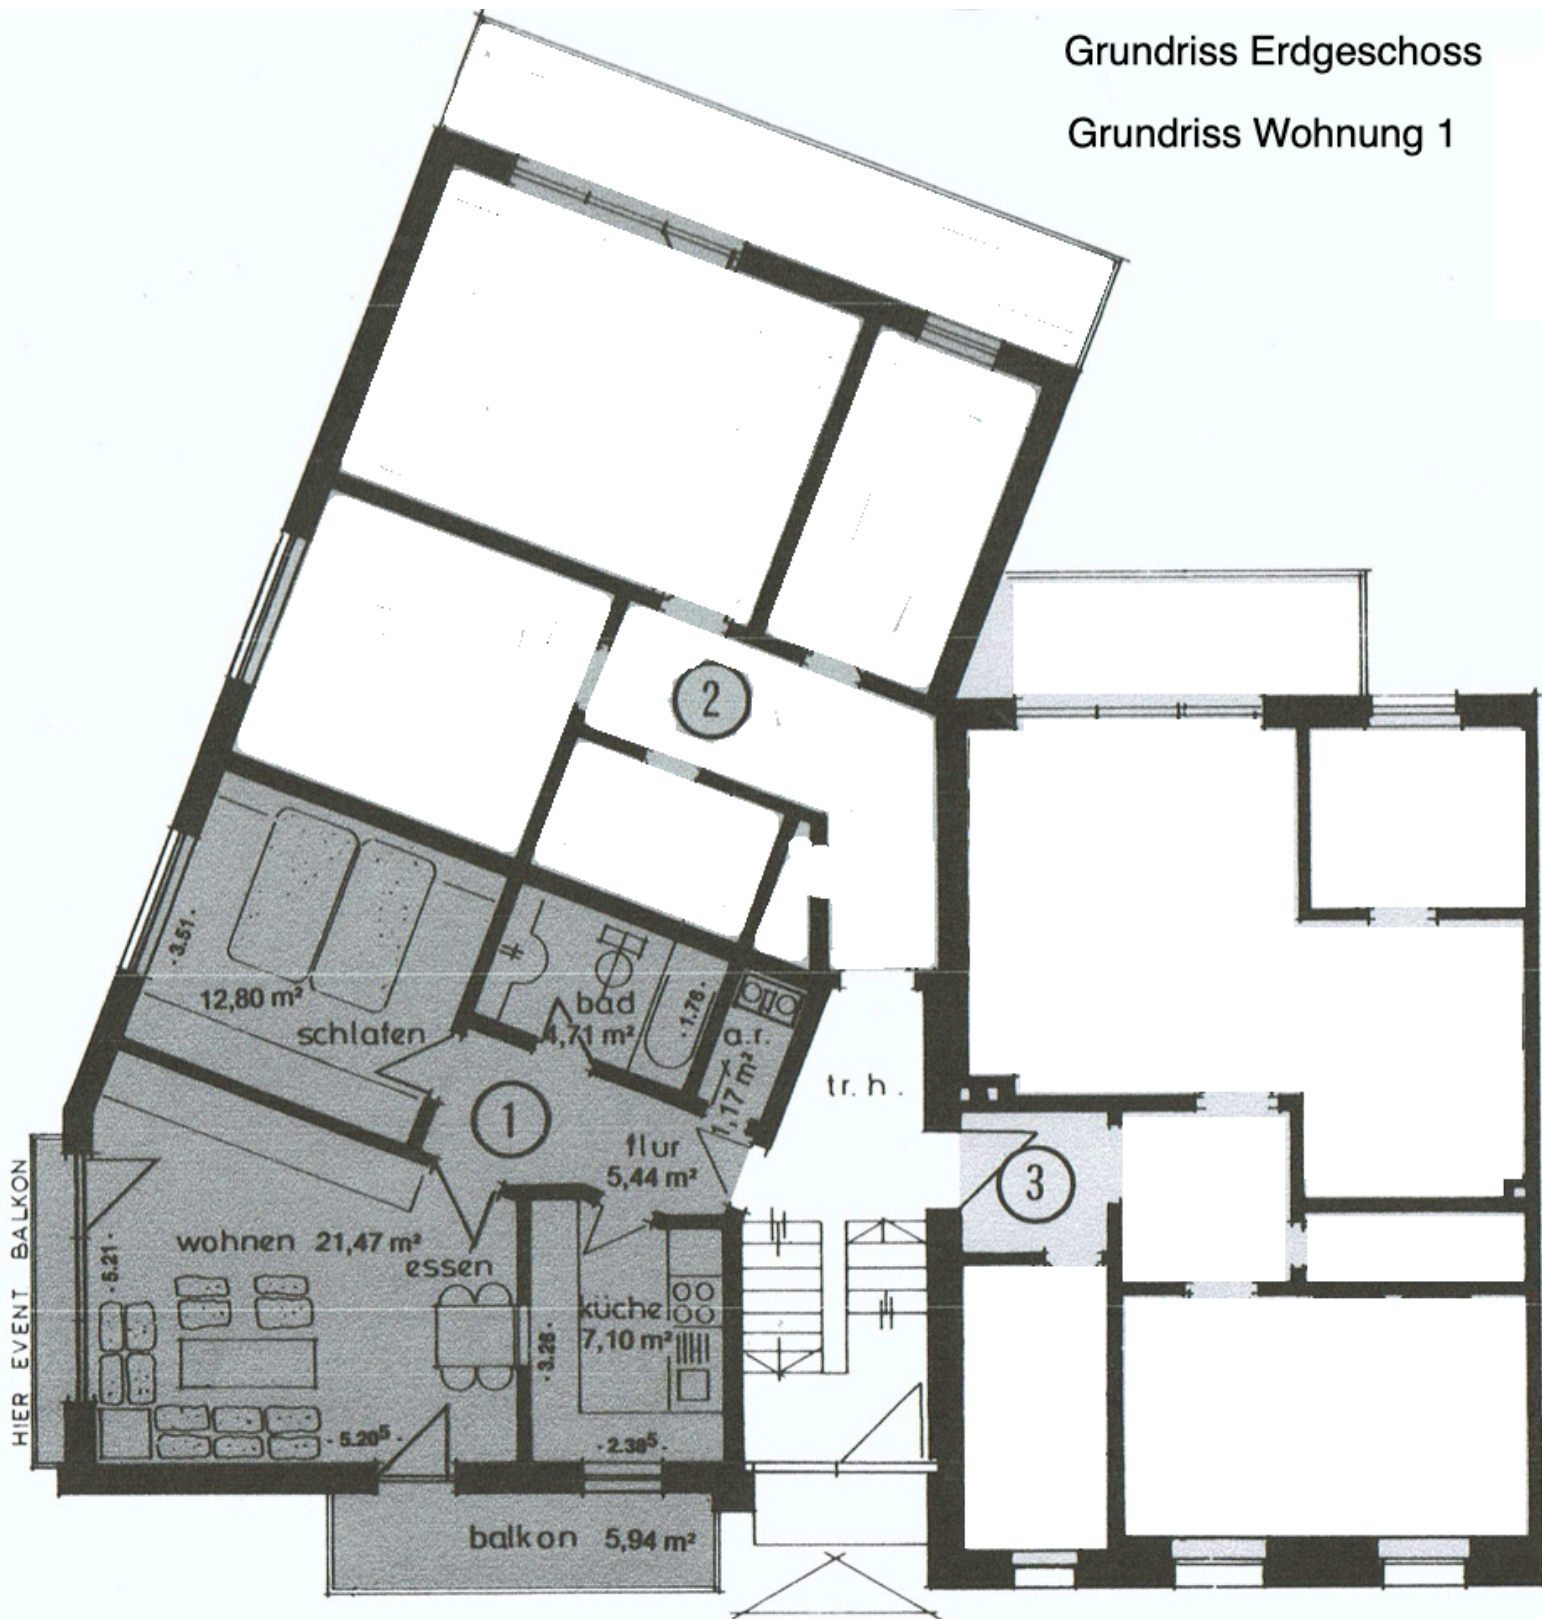 Grundriss Erdgeschoss
Grundriss Wohnung 1
2
·3.51·
12,80 m²
schlafen
bad
4,71 m²
·1.76·
a.r.
1,17 m²
tr.h.
1
flur
5,44 m²
3
HIER EVENT. BALKON
wohnen 21,47 m²
essen
·5.21·
küche
7,10 m²
·3.26·
·5.20⁵·
·2.38⁵·
balkon 5,94 m²